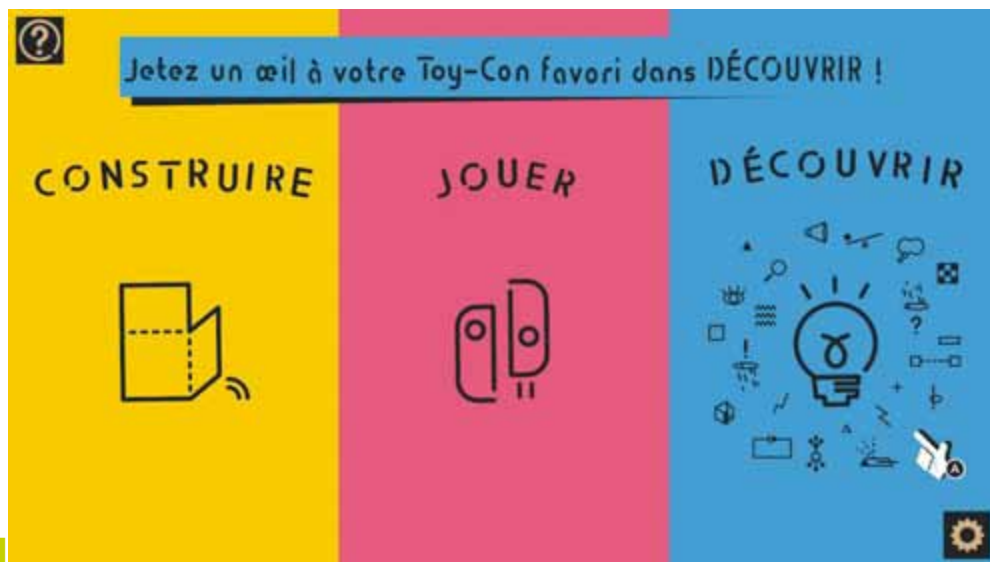 ?
Jetez un œil à votre Toy-Con favori dans DÉCOUVRIR !
CONSTRUIRE
JOUER
DÉCOUVRIR
?
!
A